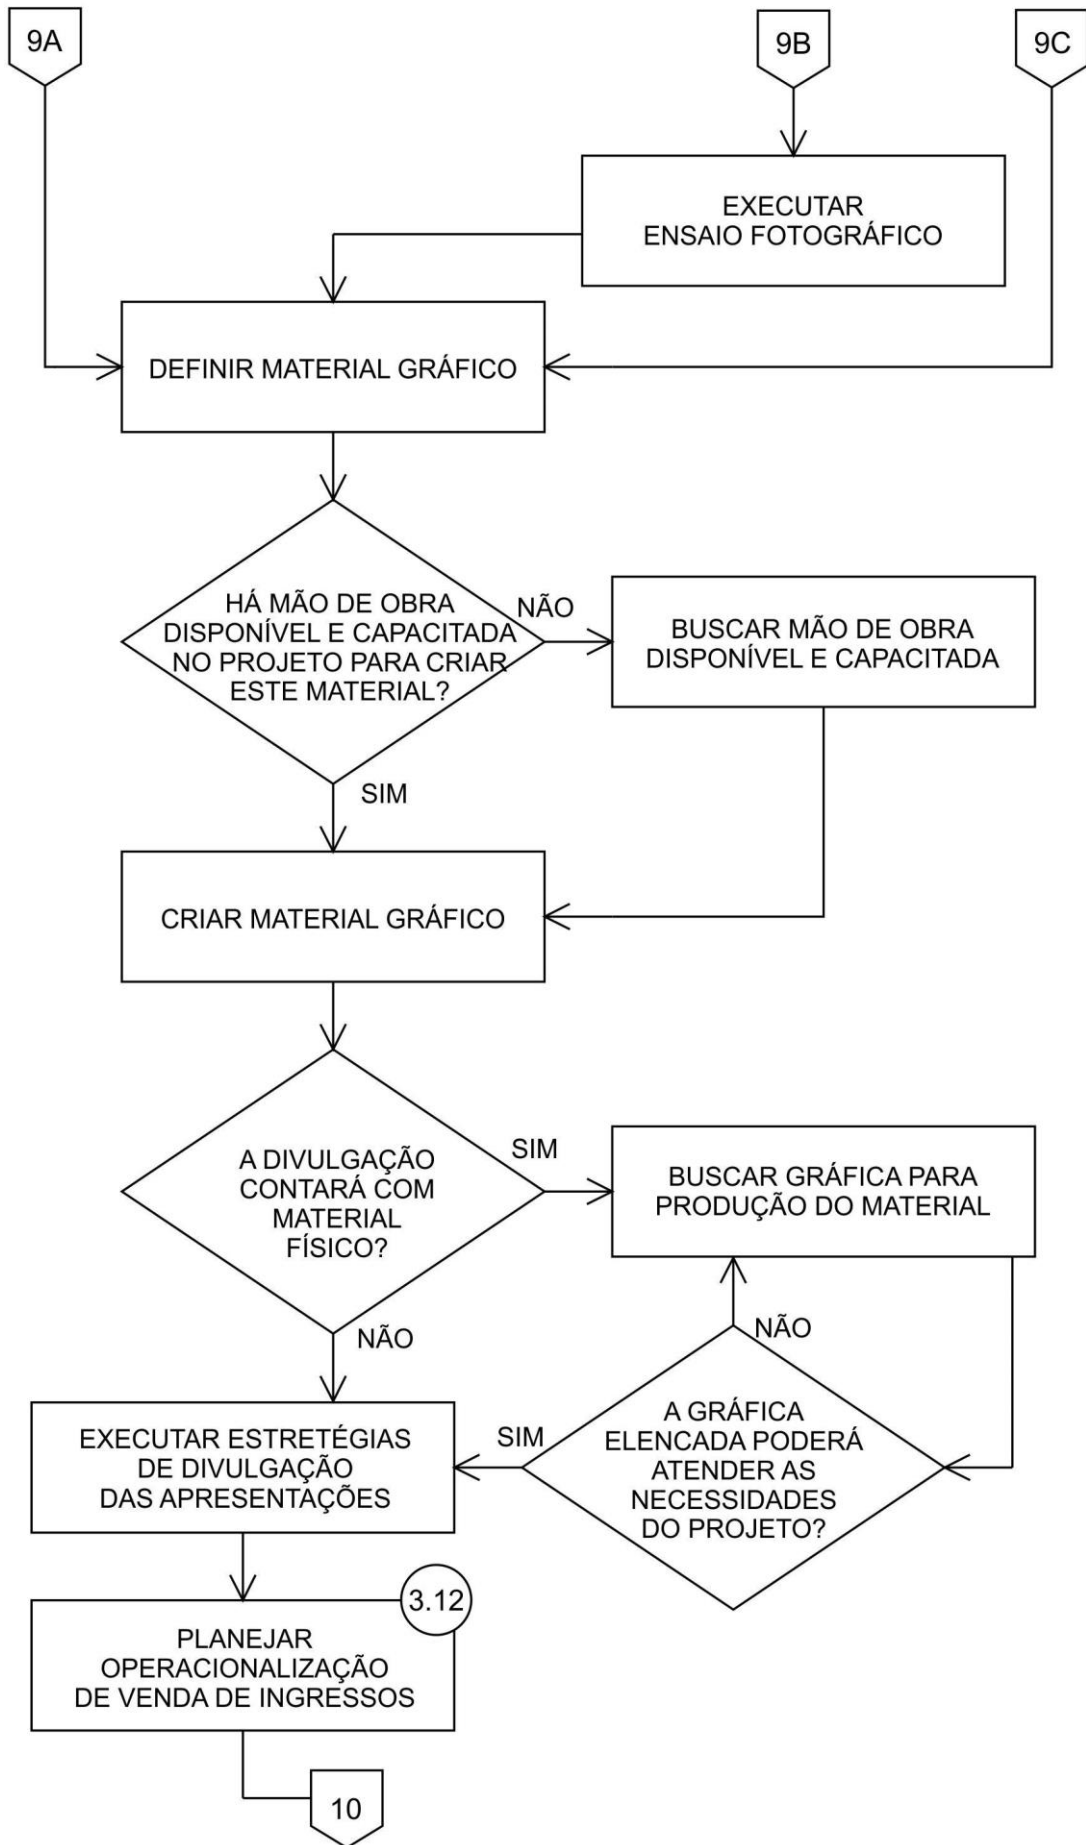 9A
9B
9C
EXECUTAR
ENSAIO FOTOGRÁFICO
DEFINIR MATERIAL GRÁFICO
HÁ MÃO DE OBRA
DISPONÍVEL E CAPACITADA
NO PROJETO PARA CRIAR
ESTE MATERIAL?
NÃO
BUSCAR MÃO DE OBRA
DISPONÍVEL E CAPACITADA
SIM
CRIAR MATERIAL GRÁFICO
A DIVULGAÇÃO
CONTARÁ COM
MATERIAL
FÍSICO?
SIM
BUSCAR GRÁFICA PARA
PRODUÇÃO DO MATERIAL
NÃO
NÃO
A GRÁFICA
ELENCADA PODERÁ
ATENDER AS
NECESSIDADES
DO PROJETO?
SIM
EXECUTAR ESTRETÉGIAS
DE DIVULGAÇÃO
DAS APRESENTAÇÕES
3.12
PLANEJAR
OPERACIONALIZAÇÃO
DE VENDA DE INGRESSOS
10